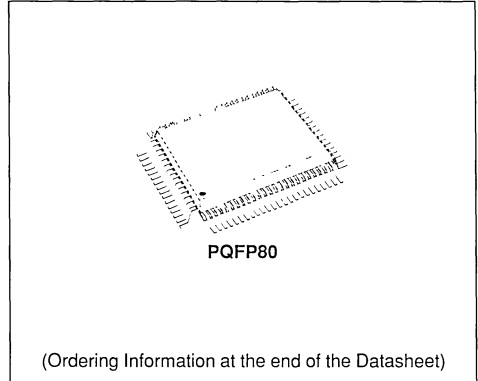 PQFP80
(Ordering Information at the end of the Datasheet)